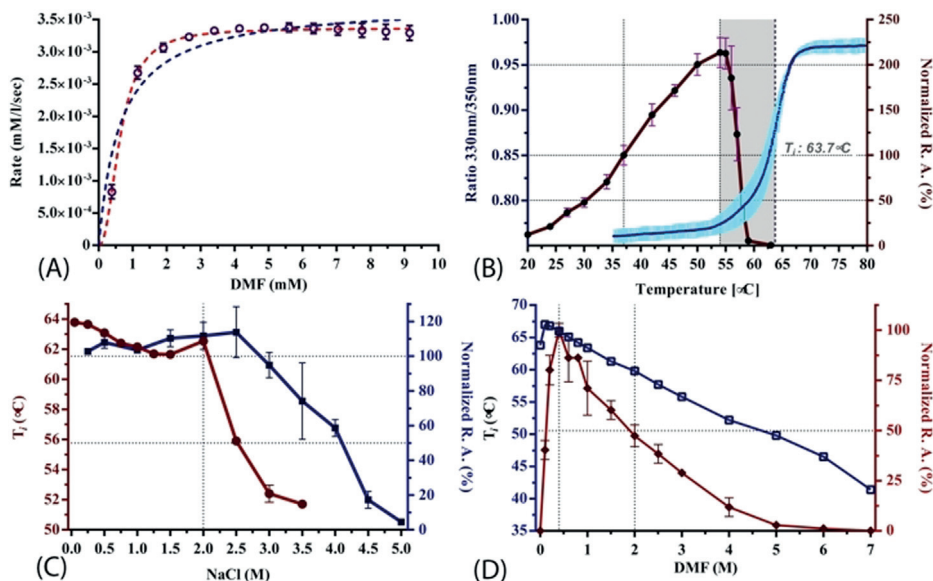 3.5×10⁻³
3.0×10⁻³
2.5×10⁻³
2.0×10⁻³
1.5×10⁻³
1.0×10⁻³
5.0×10⁻⁴
0
Rate (mM/l/sec)
0 1 2 3 4 5 6 7 8 9 10
DMF (mM)
(A)
1.00
0.95
0.90
0.85
0.80
Ratio 330nm/350nm
250
200
150
100
50
0
Normalized R. A. (%)
Tᵢ : 63.7∝C
20 25 30 35 40 45 50 55 60 65 70 75 80
Temperature [∝C]
(B)
64
62
60
58
56
54
52
50
Tᵢ (∝C)
120
100
80
60
40
20
0
Normalized R. A. (%)
0.0 0.5 1.0 1.5 2.0 2.5 3.0 3.5 4.0 4.5 5.0
NaCl (M)
(C)
70
65
60
55
50
45
40
35
Tᵢ (∝C)
100
50
0
Normalized R. A. (%)
0 1 2 3 4 5 6 7
DMF (M)
(D)